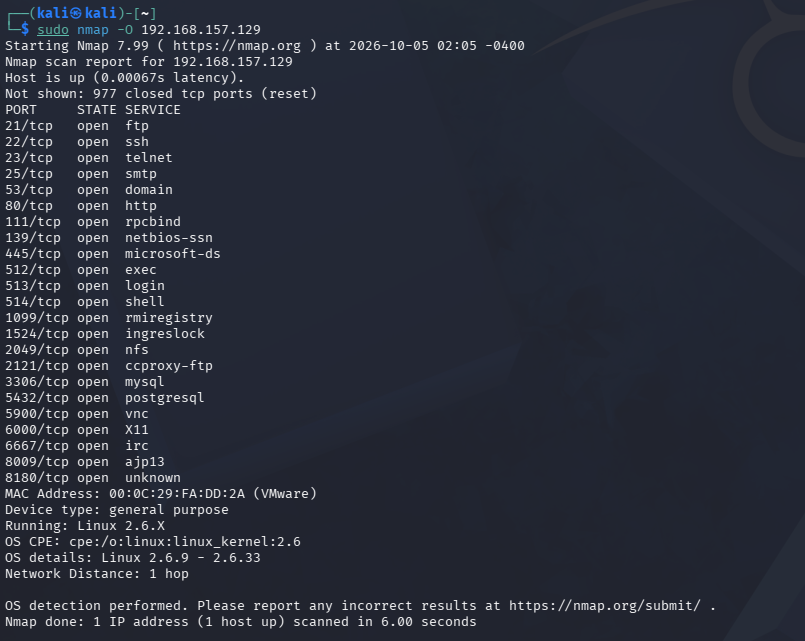 ┌──(kali㉿kali)-[~]
└─$ sudo nmap -O 192.168.157.129
Starting Nmap 7.99 ( https://nmap.org ) at 2026-10-05 02:05 -0400
Nmap scan report for 192.168.157.129
Host is up (0.00067s latency).
Not shown: 977 closed tcp ports (reset)
PORT     STATE SERVICE
21/tcp   open  ftp
22/tcp   open  ssh
23/tcp   open  telnet
25/tcp   open  smtp
53/tcp   open  domain
80/tcp   open  http
111/tcp  open  rpcbind
139/tcp  open  netbios-ssn
445/tcp  open  microsoft-ds
512/tcp  open  exec
513/tcp  open  login
514/tcp  open  shell
1099/tcp open  rmiregistry
1524/tcp open  ingreslock
2049/tcp open  nfs
2121/tcp open  ccproxy-ftp
3306/tcp open  mysql
5432/tcp open  postgresql
5900/tcp open  vnc
6000/tcp open  X11
6667/tcp open  irc
8009/tcp open  ajp13
8180/tcp open  unknown
MAC Address: 00:0C:29:FA:DD:2A (VMware)
Device type: general purpose
Running: Linux 2.6.X
OS CPE: cpe:/o:linux:linux_kernel:2.6
OS details: Linux 2.6.9 - 2.6.33
Network Distance: 1 hop

OS detection performed. Please report any incorrect results at https://nmap.org/submit/ .
Nmap done: 1 IP address (1 host up) scanned in 6.00 seconds